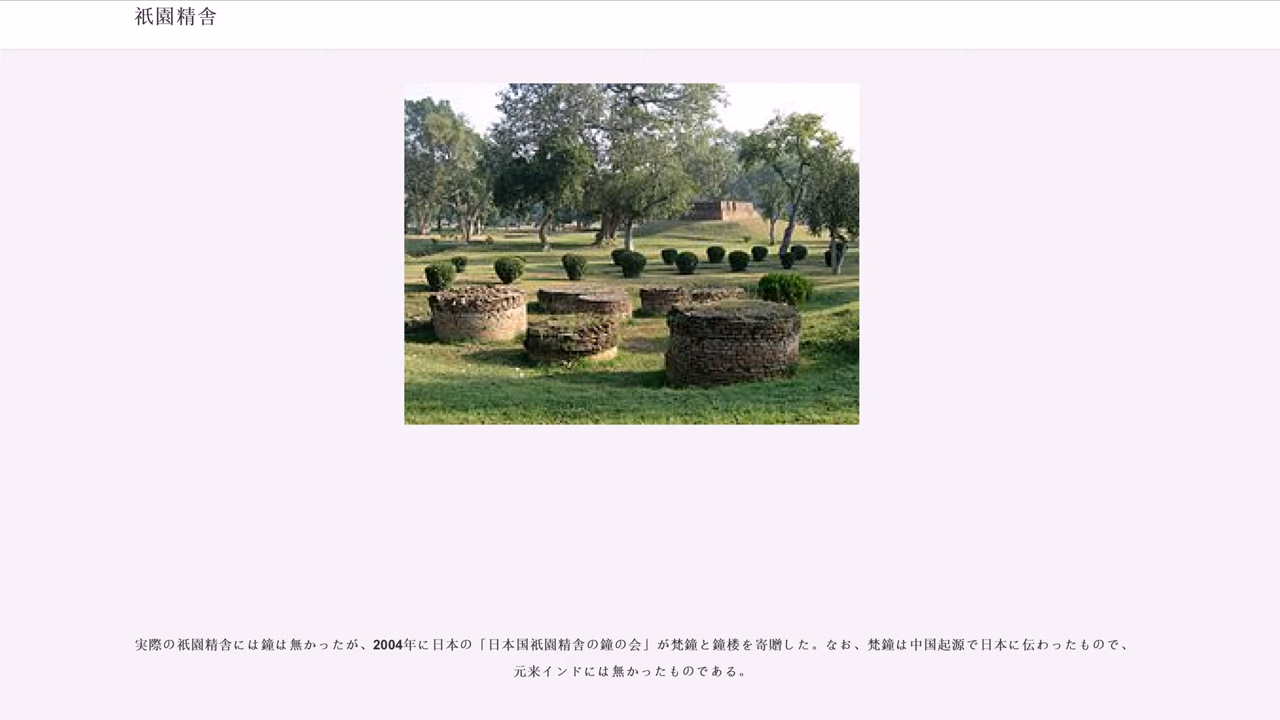 祇園精舎
実際の祇園精舎には鐘は無かったが、2004年に日本の「日本国祇園精舎の鐘の会」が梵鐘と鐘楼を寄贈した。なお、梵鐘は中国起源で日本に伝わったもので、
元来インドには無かったものである。